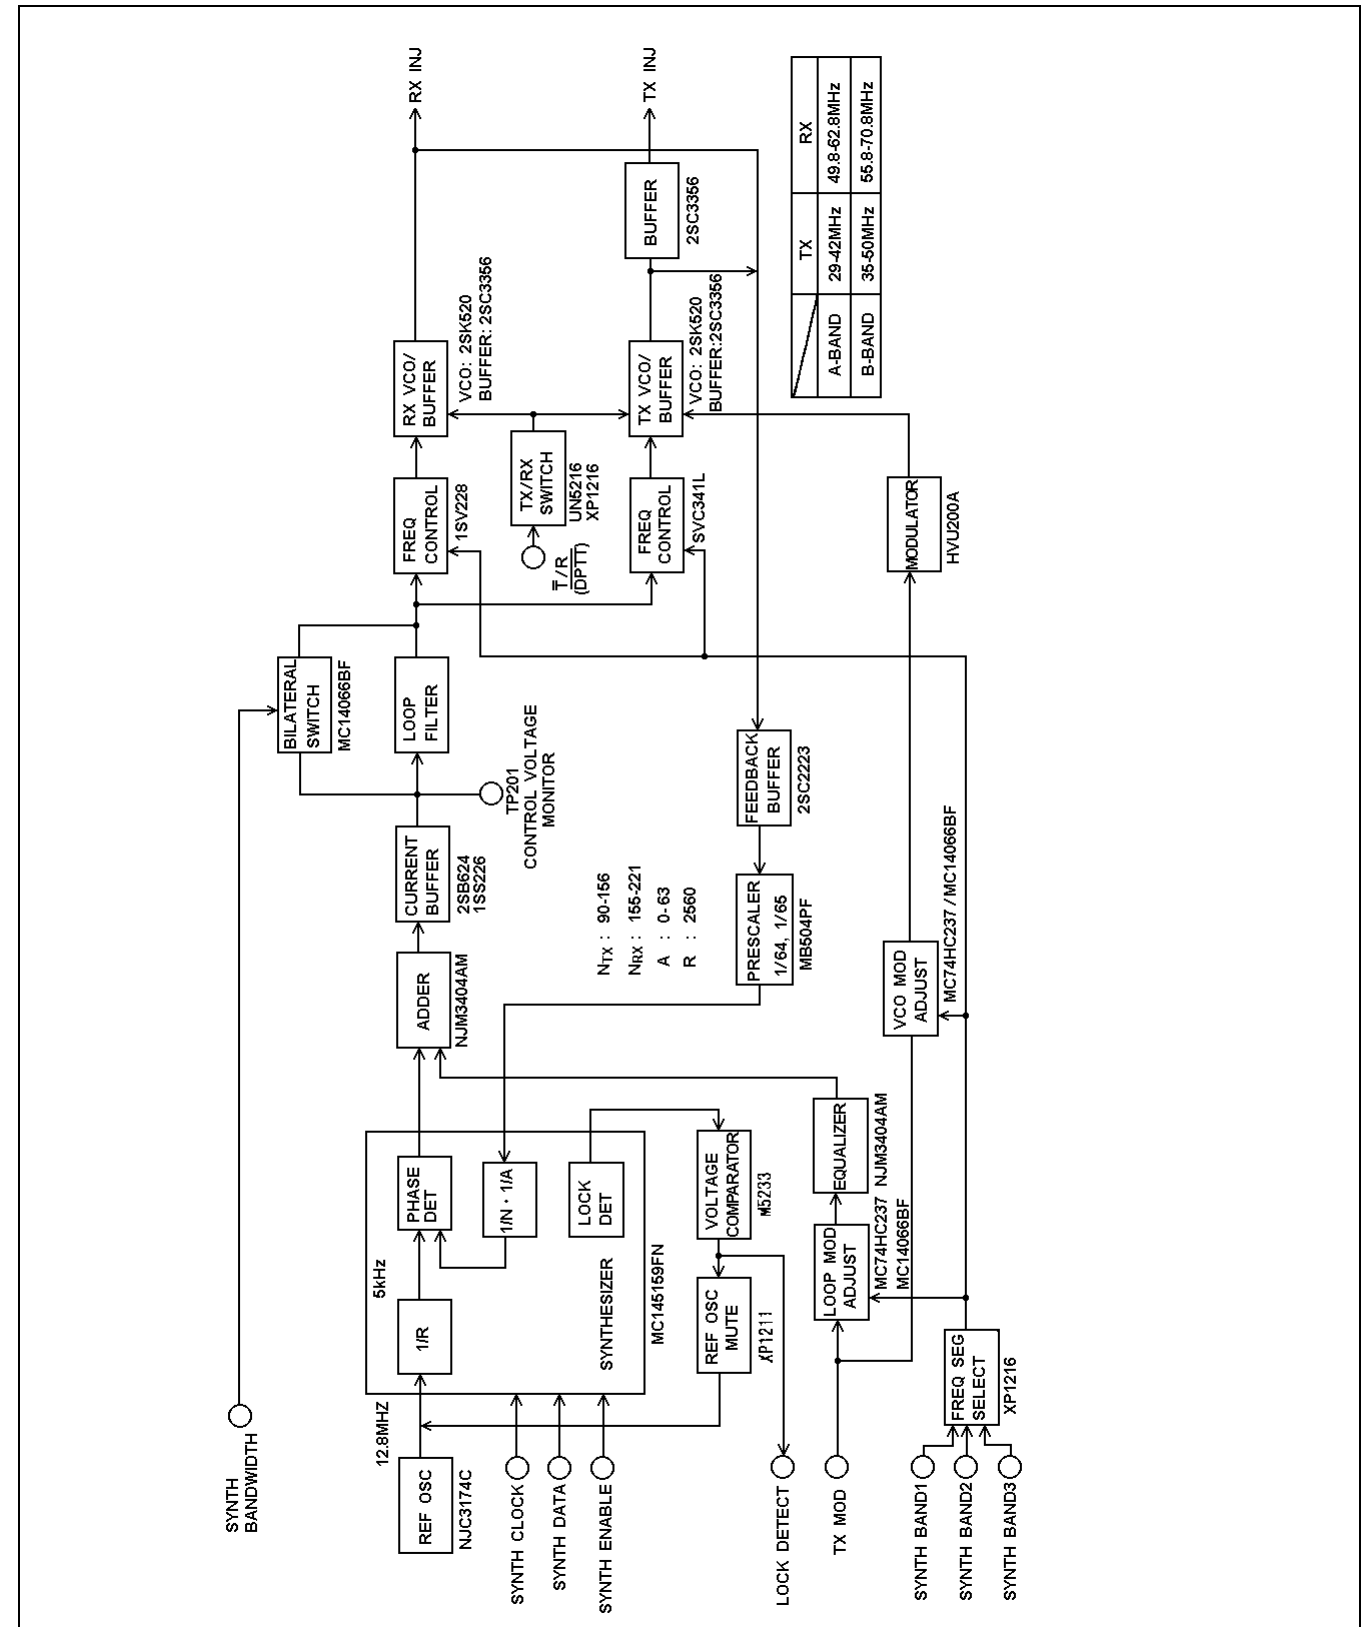 SYNTH
BANDWIDTH
BILATERAL
SWITCH
MC14066BF
REF OSC
NJC3174C
12.8MHZ
1/R
5kHz
PHASE
DET
1/N · 1/A
LOCK
DET
SYNTHESIZER
MC145159FN
ADDER
NJM3404AM
CURRENT
BUFFER
2SB624
1SS226
TP201
CONTROL VOLTAGE
MONITOR
LOOP
FILTER
FREQ
CONTROL
1SV228
RX VCO/
BUFFER
VCO: 2SK520
BUFFER: 2SC3356
RX INJ
T/R
(DPTT)
TX/RX
SWITCH
UN5216
XP1216
FREQ
CONTROL
SVC341L
TX VCO/
BUFFER
VCO: 2SK520
BUFFER:2SC3356
BUFFER
2SC3356
TX INJ
SYNTH CLOCK
SYNTH DATA
SYNTH ENABLE
NTX : 90-156
NRX : 155-221
A : 0-63
R : 2560
REF OSC
MUTE
XP1211
VOLTAGE
COMPARATOR
M5233
PRESCALER
1/64, 1/65
MB504PF
FEEDBACK
BUFFER
2SC2223
LOCK DETECT
TX MOD
LOOP MOD
ADJUST
MC74HC237
MC14066BF
EQUALIZER
NJM3404AM
VCO MOD
ADJUST
MC74HC237 / MC14066BF
MODULATOR
HVU200A
SYNTH BAND1
SYNTH BAND2
SYNTH BAND3
FREQ SEG
SELECT
XP1216
TX RX
A-BAND 29-42MHz 49.8-62.8MHz
B-BAND 35-50MHz 55.8-70.8MHz